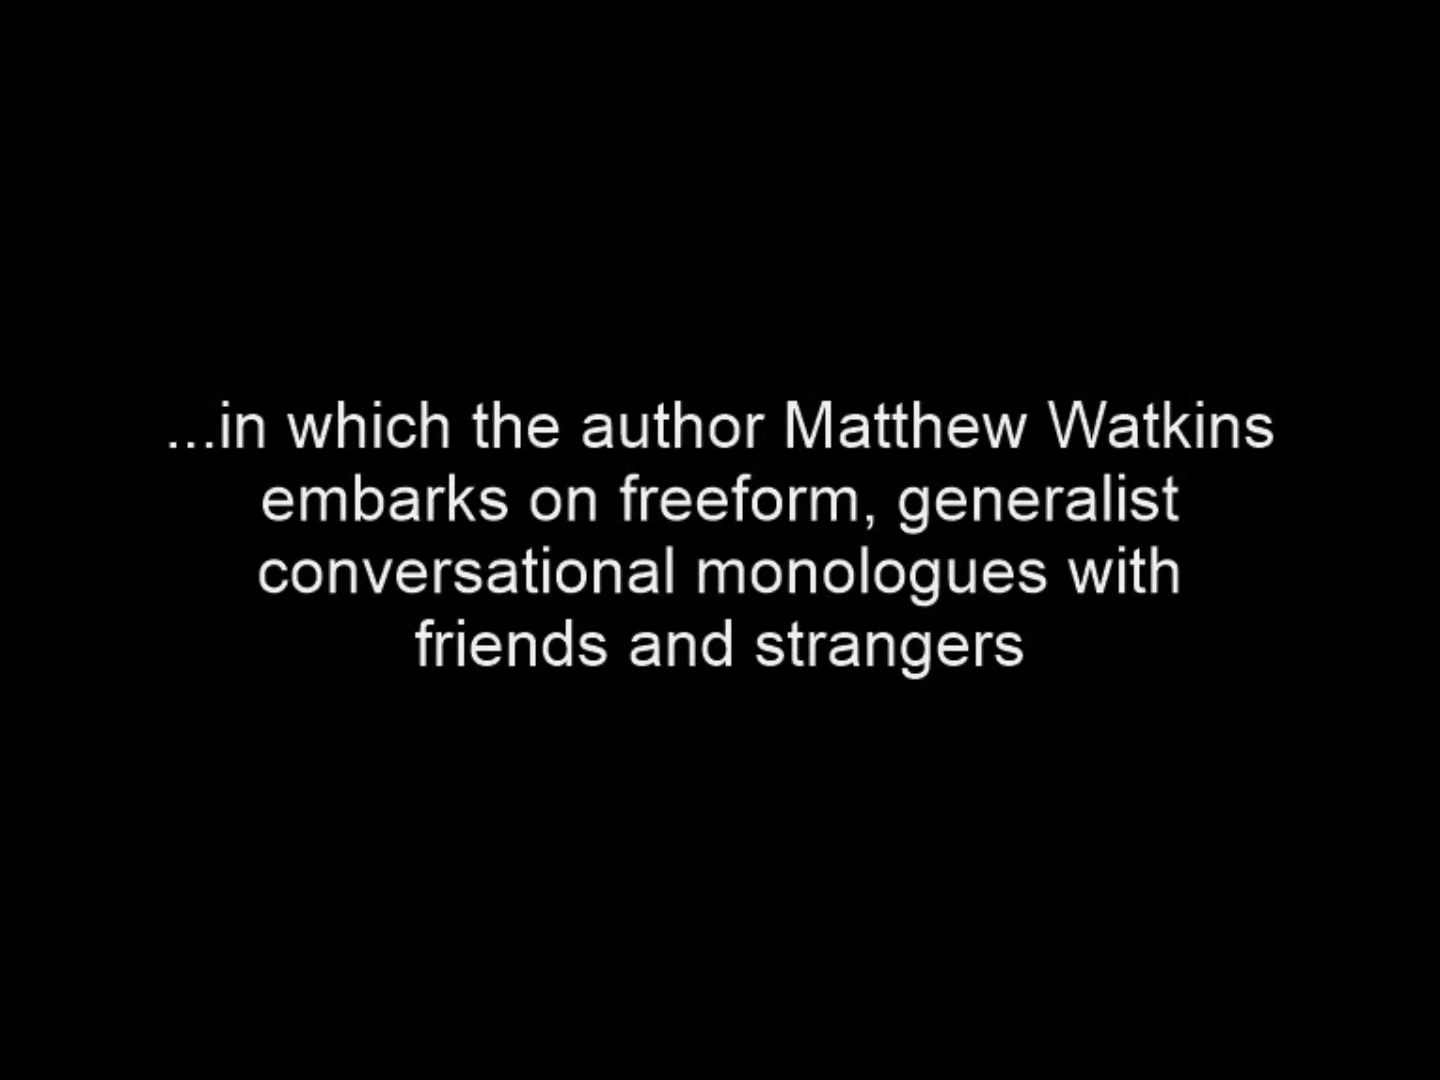 ...in which the author Matthew Watkins
embarks on freeform, generalist
conversational monologues with
friends and strangers